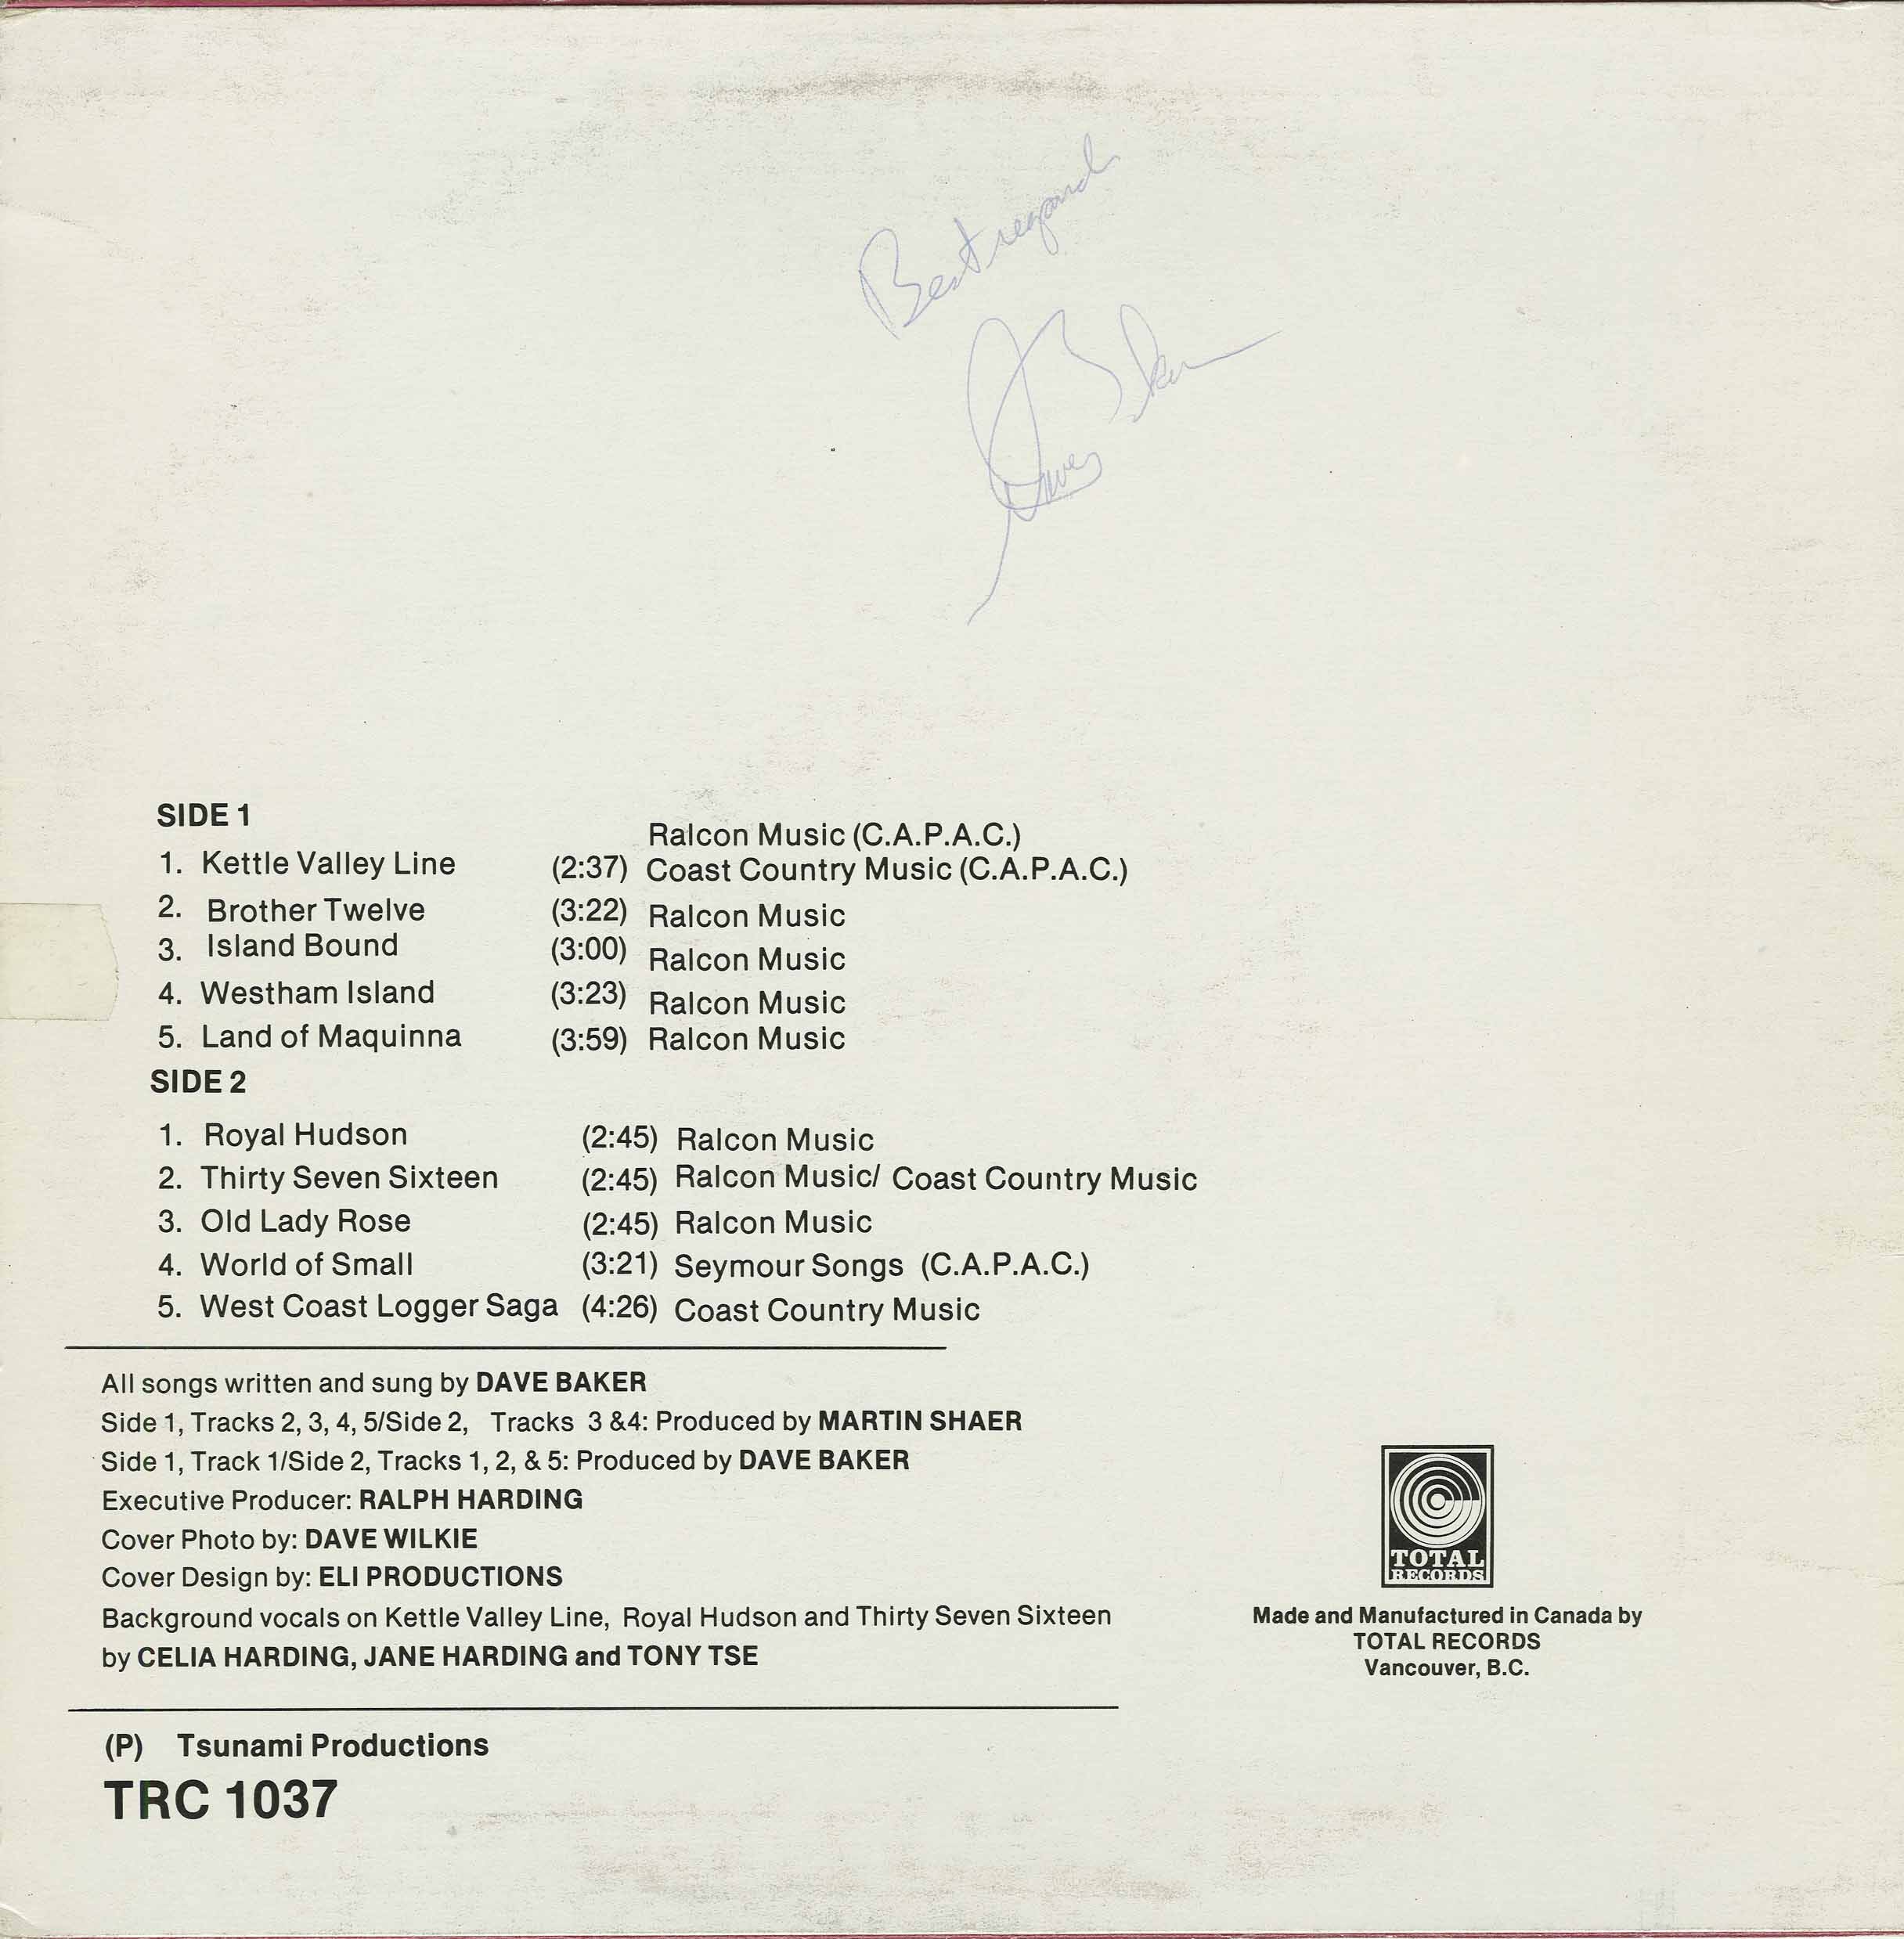 Best regards
Dave Baker
SIDE 1
Ralcon Music (C.A.P.A.C.)
1. Kettle Valley Line (2:37) Coast Country Music (C.A.P.A.C.)
2. Brother Twelve (3:22) Ralcon Music
3. Island Bound (3:00) Ralcon Music
4. Westham Island (3:23) Ralcon Music
5. Land of Maquinna (3:59) Ralcon Music
SIDE 2
1. Royal Hudson (2:45) Ralcon Music
2. Thirty Seven Sixteen (2:45) Ralcon Music/ Coast Country Music
3. Old Lady Rose (2:45) Ralcon Music
4. World of Small (3:21) Seymour Songs (C.A.P.A.C.)
5. West Coast Logger Saga (4:26) Coast Country Music
All songs written and sung by DAVE BAKER
Side 1, Tracks 2, 3, 4, 5/Side 2, Tracks 3 &4: Produced by MARTIN SHAER
Side 1, Track 1/Side 2, Tracks 1, 2, & 5: Produced by DAVE BAKER
Executive Producer: RALPH HARDING
Cover Photo by: DAVE WILKIE
Cover Design by: ELI PRODUCTIONS
Background vocals on Kettle Valley Line, Royal Hudson and Thirty Seven Sixteen
by CELIA HARDING, JANE HARDING and TONY TSE
TOTAL
RECORDS
Made and Manufactured in Canada by
TOTAL RECORDS
Vancouver, B.C.
(P) Tsunami Productions
TRC 1037